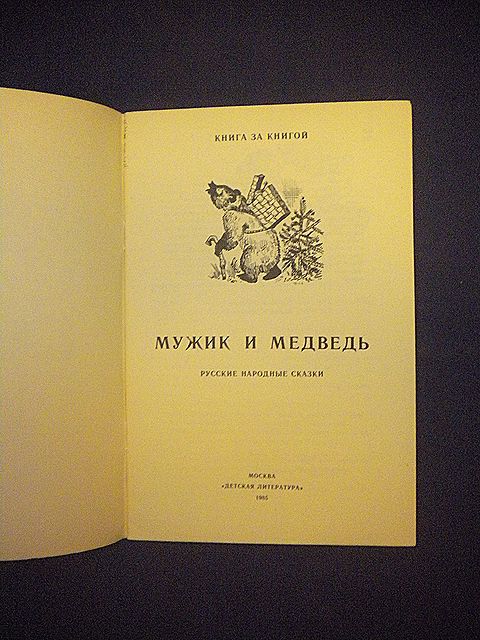 КНИГА ЗА КНИГОЙ
МУЖИК И МЕДВЕДЬ
РУССКИЕ НАРОДНЫЕ СКАЗКИ
МОСКВА
«ДЕТСКАЯ ЛИТЕРАТУРА»
1985